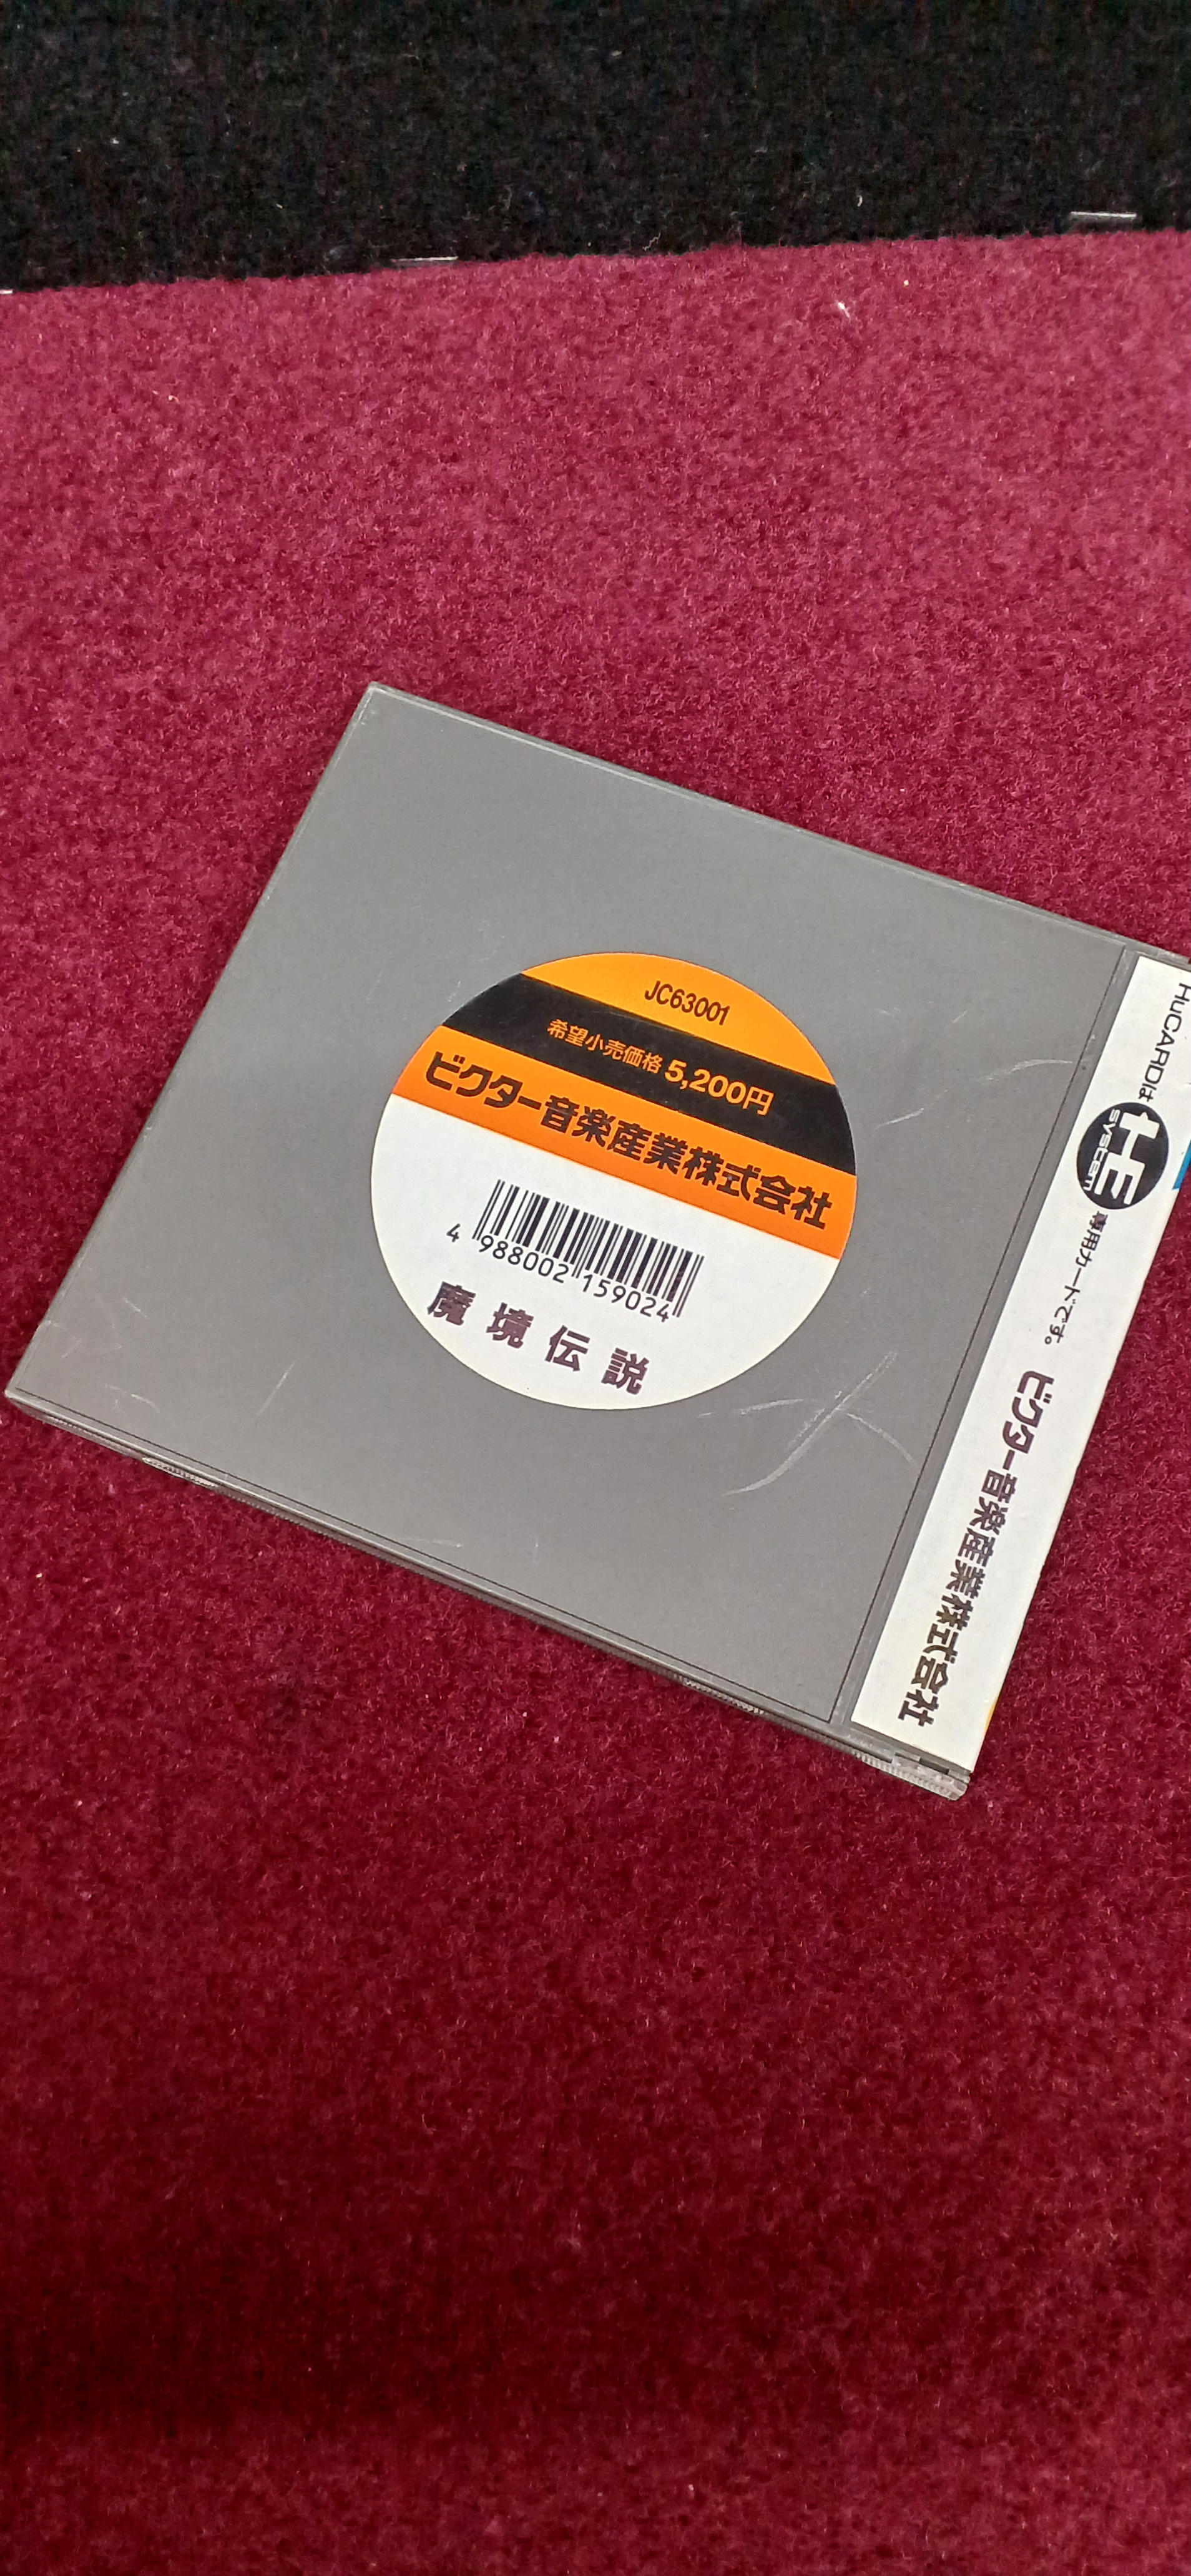 JC63001
希望小売価格 5,200円
ビクター音楽産業株式会社
4 988002 159024
魔境伝説
HuCARDは HE SYSTEM 専用カードです。 ビクター音楽産業株式会社